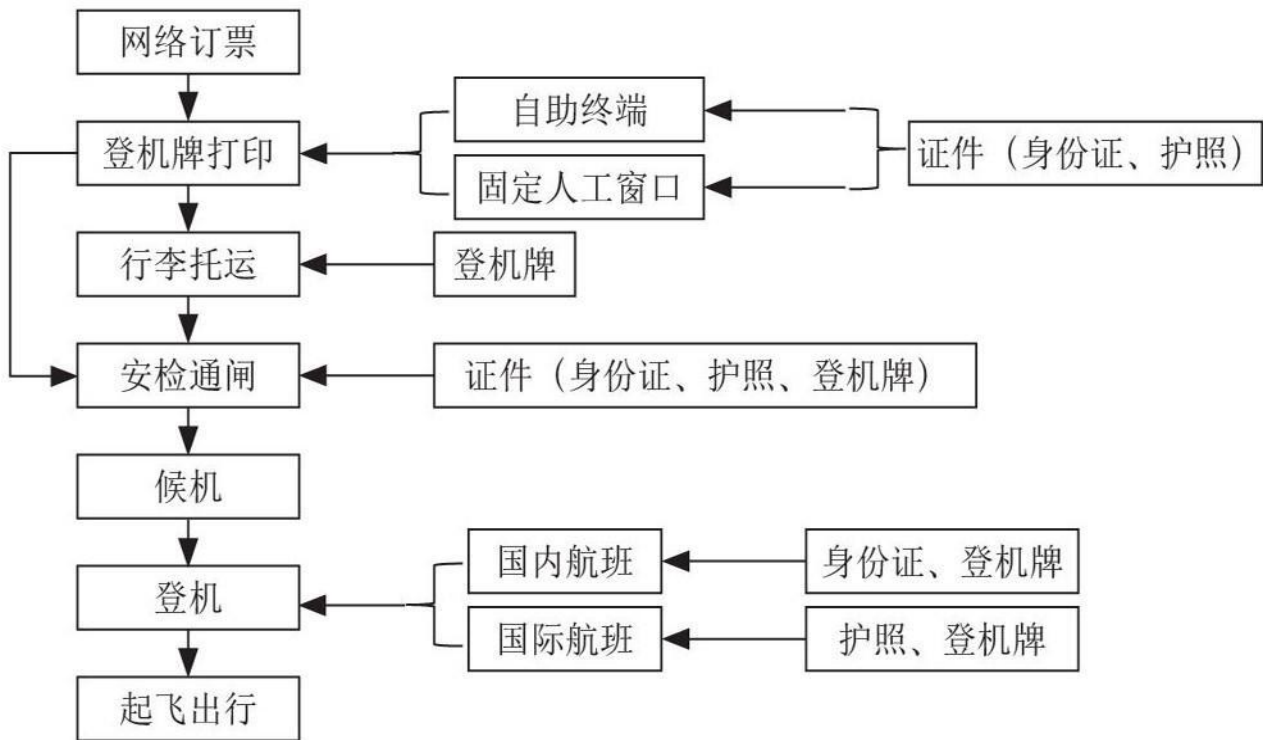 网络订票
自助终端
登机牌打印
证件（身份证、护照）
固定人工窗口
行李托运
登机牌
安检通闸
证件（身份证、护照、登机牌）
候机
国内航班
身份证、登机牌
登机
国际航班
护照、登机牌
起飞出行